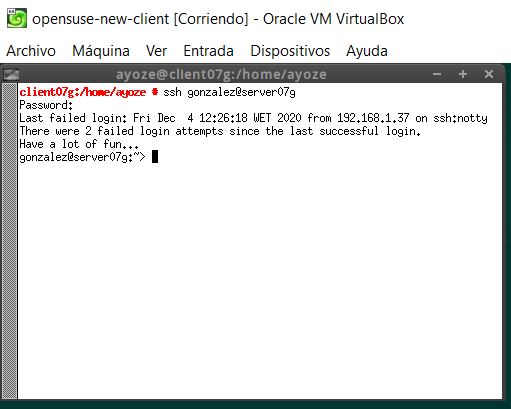 opensuse-new-client [Corriendo] - Oracle VM VirtualBox
Archivo Máquina Ver Entrada Dispositivos Ayuda
ayoze@client07g:/home/ayoze
client07g:/home/ayoze # ssh gonzalez@server07g
Password:
Last failed login: Fri Dec  4 12:26:18 WET 2020 from 192.168.1.37 on ssh:notty
There were 2 failed login attempts since the last successful login.
Have a lot of fun...
gonzalez@server07g:~>